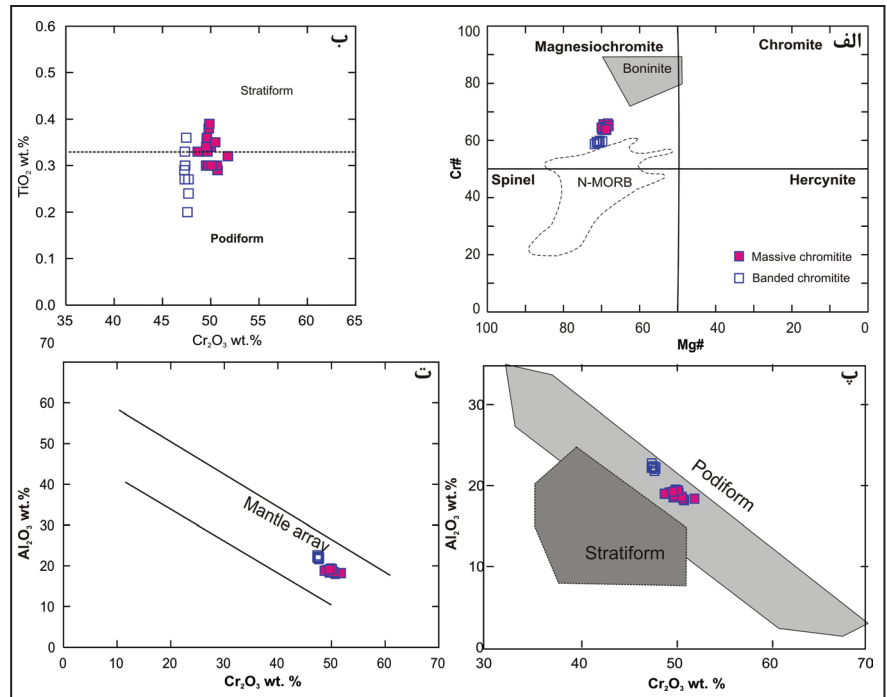 الف
100
80
60
40
20
0
Cr#
Magnesiochromite
Chromite
Boninite
Spinel
N-MORB
Hercynite
Massive chromitite
Banded chromitite
100 80 60 40 20 0
Mg#
ب
0.6
0.5
0.4
0.3
0.2
0.1
0.0
TiO₂ wt.%
Stratiform
Podiform
35 40 45 50 55 60 65
Cr₂O₃ wt.%
پ
30
20
10
0
Al₂O₃ wt.%
Podiform
Stratiform
30 40 50 60 70
Cr₂O₃ wt. %
ت
70
60
50
40
30
20
10
0
Al₂O₃ wt. %
Mantle array
0 10 20 30 40 50 60 70
Cr₂O₃ wt. %